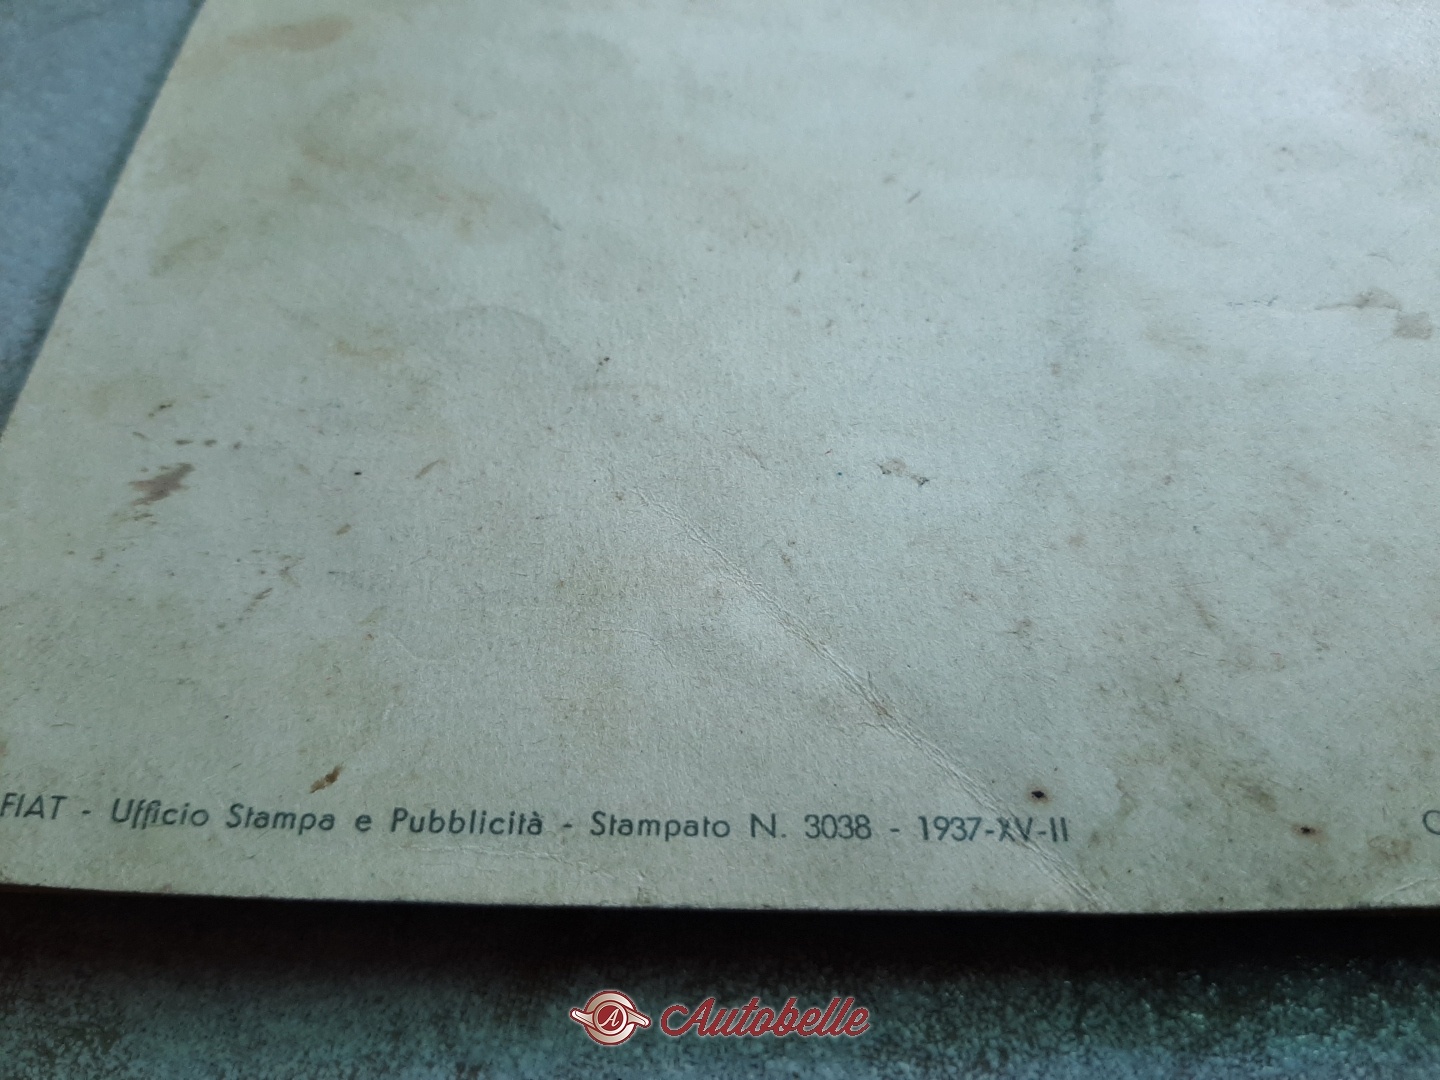 FIAT - Ufficio Stampa e Pubblicità - Stampato N. 3038 - 1937-XV-II
A Autobelle